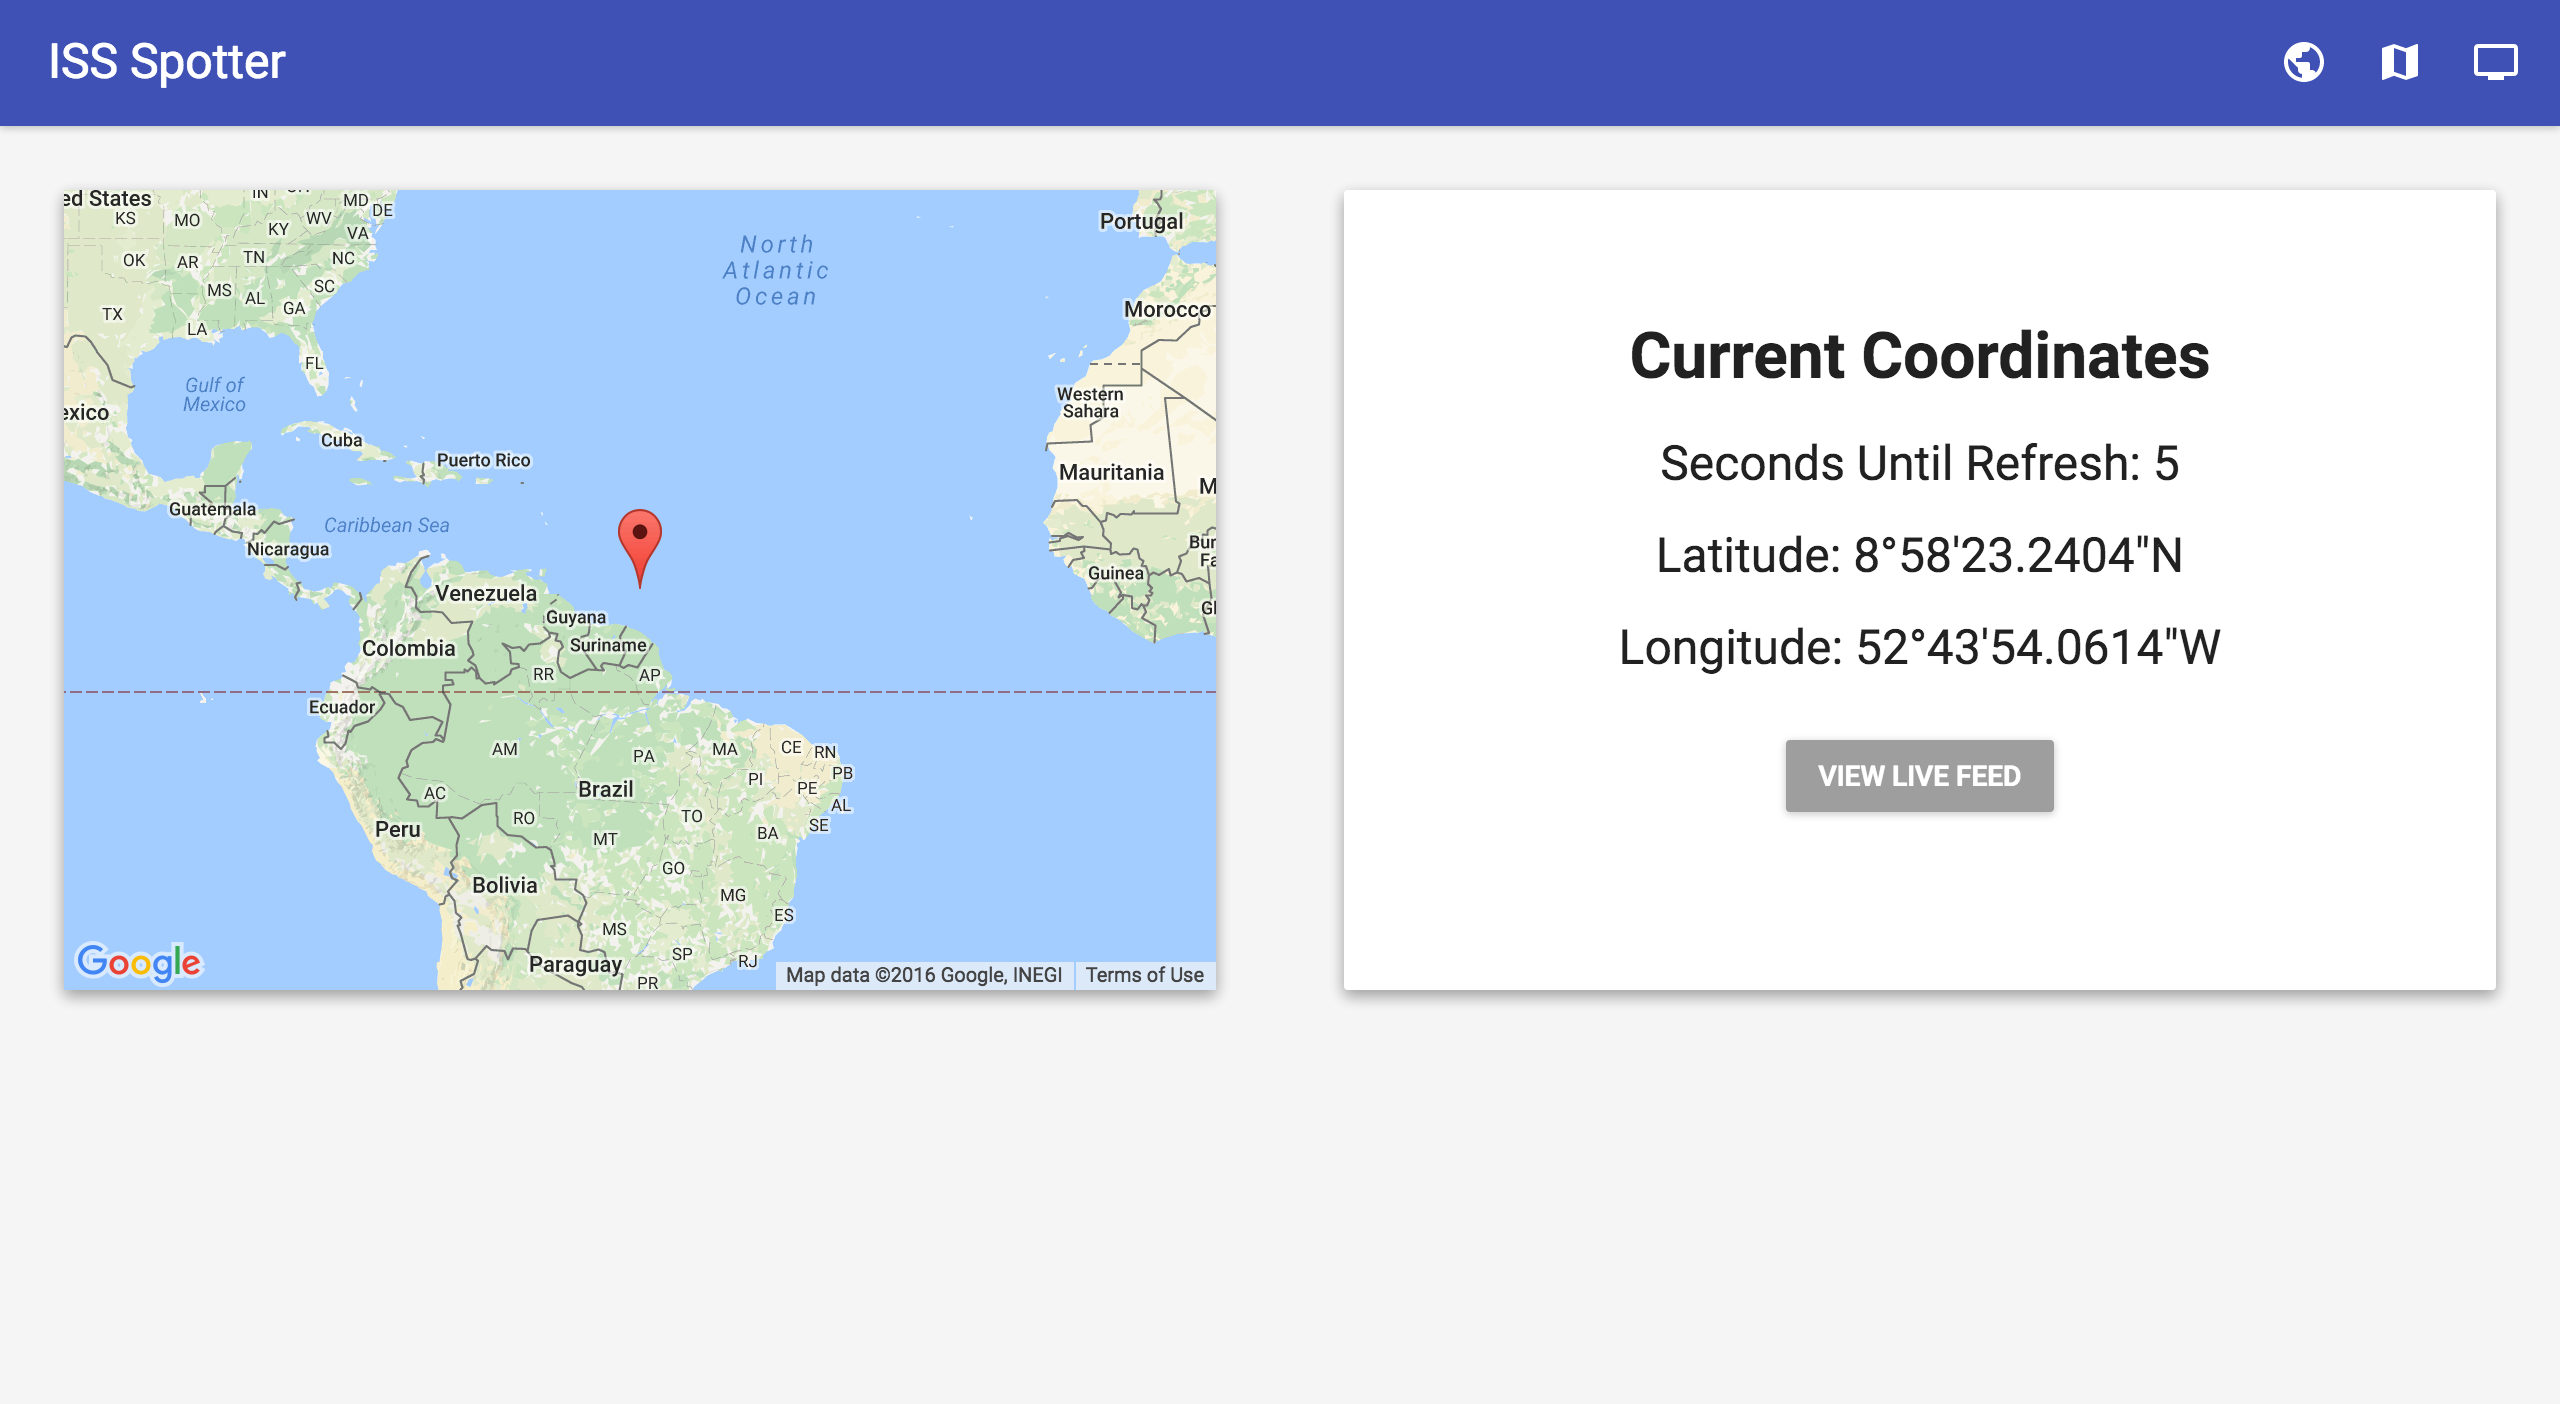 ISS Spotter
ed States
IN
MD
DE
KS
MO
WV
KY
VA
OK
AR
TN
NC
MS
AL
SC
GA
TX
LA
FL
North
Atlantic
Ocean
Portugal
Morocco
Gulf of
Mexico
exico
Cuba
Puerto Rico
Western
Sahara
Mauritania
M
Guatemala
Caribbean Sea
Nicaragua
Bur
Fa
Guinea
Gl
Venezuela
Guyana
Suriname
Colombia
RR
AP
Ecuador
AM
PA
MA
CE
RN
PI
PB
PE
AC
Brazil
AL
TO
SE
RO
Peru
MT
BA
GO
Bolivia
MG
ES
MS
SP
RJ
Paraguay
PR
Google
Map data ©2016 Google, INEGI
Terms of Use
Current Coordinates
Seconds Until Refresh: 5
Latitude: 8°58'23.2404"N
Longitude: 52°43'54.0614"W
VIEW LIVE FEED